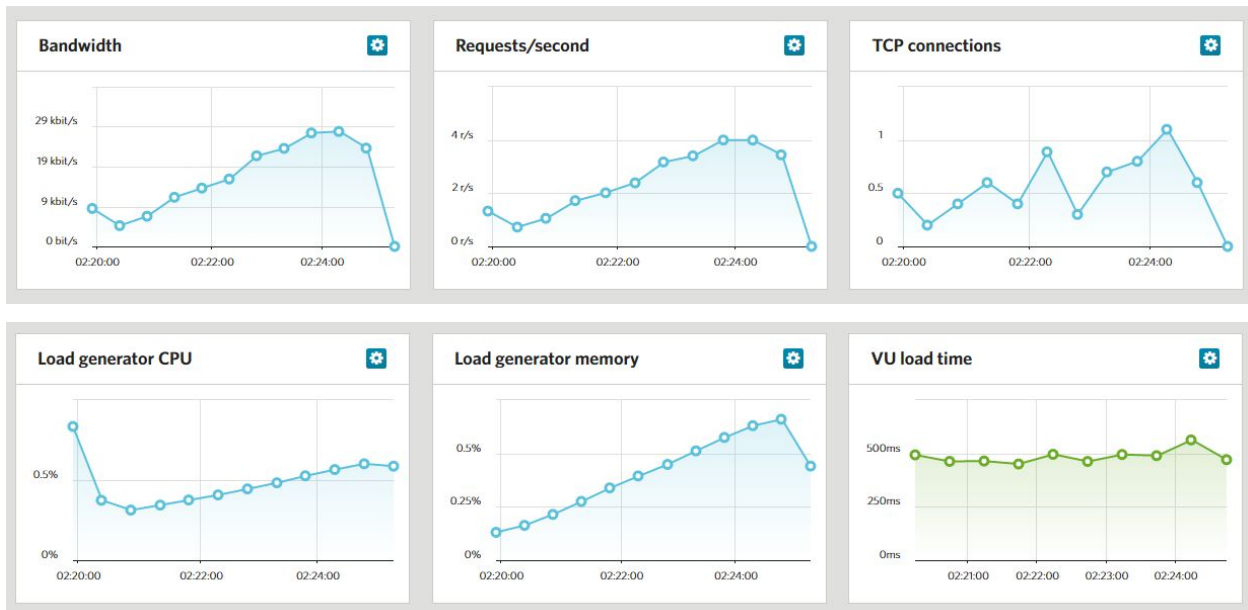 Bandwidth
29 kbit/s
19 kbit/s
9 kbit/s
0 bit/s
02:20:00 02:22:00 02:24:00
Requests/second
4 r/s
2 r/s
0 r/s
02:20:00 02:22:00 02:24:00
TCP connections
1
0.5
0
02:20:00 02:22:00 02:24:00
Load generator CPU
0.5%
0%
02:20:00 02:22:00 02:24:00
Load generator memory
0.5%
0.25%
0%
02:20:00 02:22:00 02:24:00
VU load time
500ms
250ms
0ms
02:21:00 02:22:00 02:23:00 02:24:00